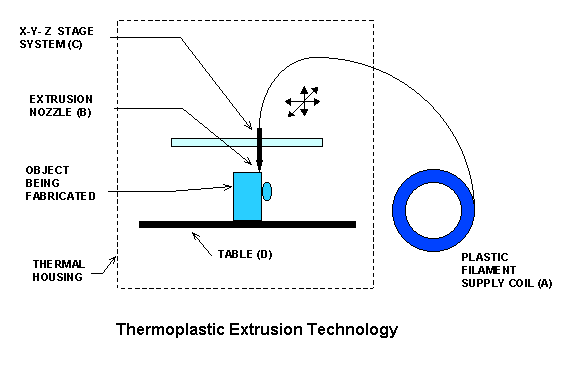 X-Y- Z STAGE
SYSTEM (C)
EXTRUSION
NOZZLE (B)
OBJECT
BEING
FABRICATED
TABLE (D)
THERMAL
HOUSING
PLASTIC
FILAMENT
SUPPLY COIL (A)
Thermoplastic Extrusion Technology